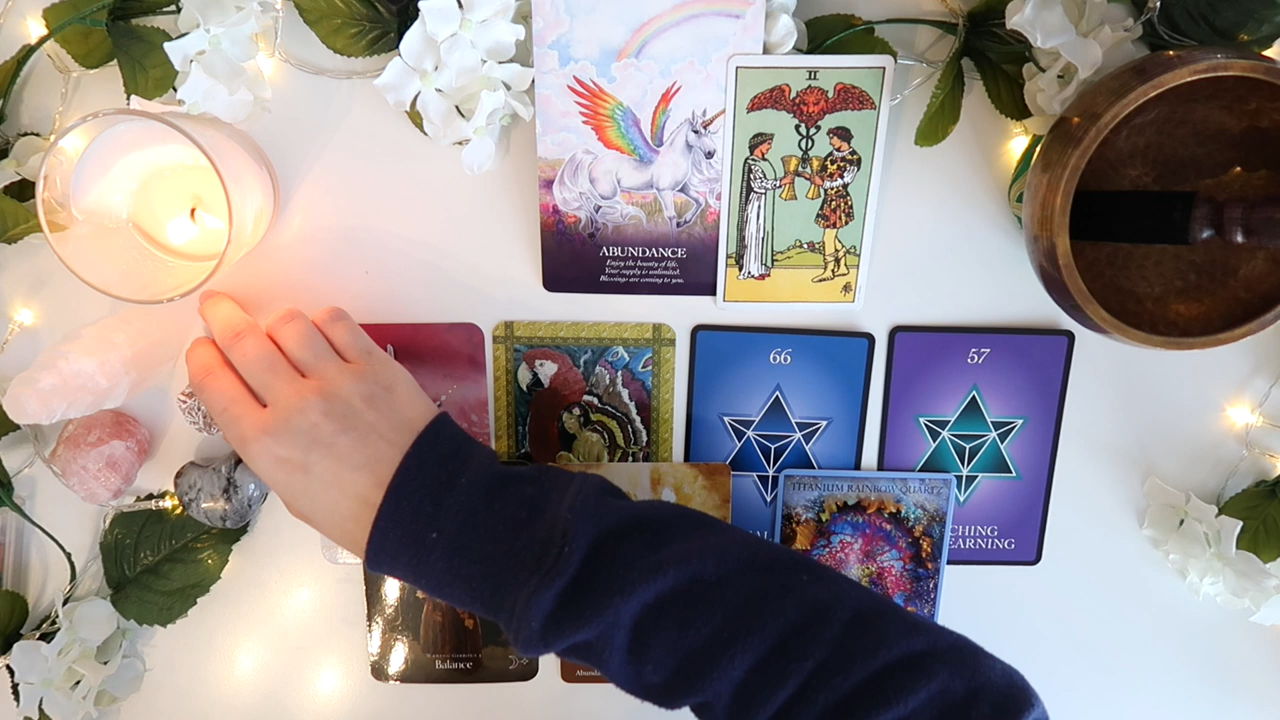 II
ABUNDANCE
Enjoy the bounty of life.
Your supply is unlimited.
Blessings are coming to you.
66
57
TITANIUM RAINBOW QUARTZ
CHING
EARNING
Balance
Abunda